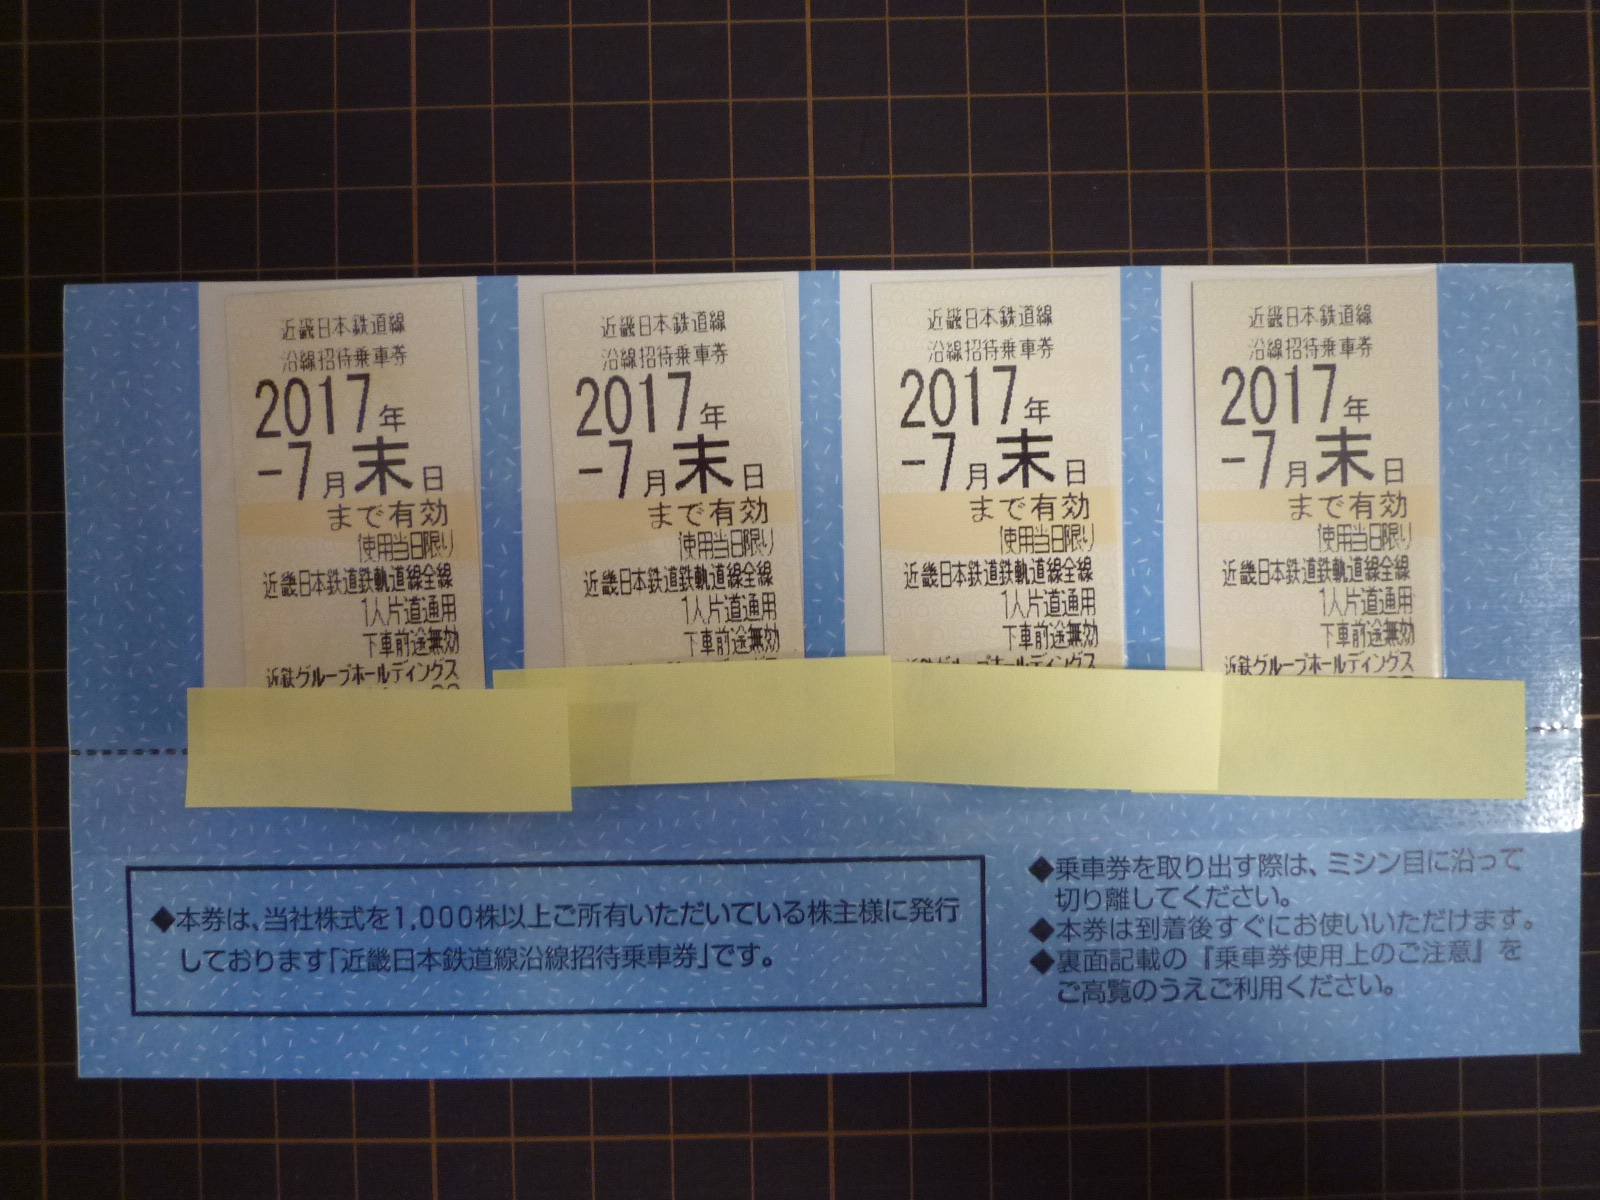 近畿日本鉄道線
沿線招待乗車券
2017年
-7月末日
まで有効
使用当日限り
近畿日本鉄道鉄軌道線全線
1人片道通用
下車前途無効
近鉄グループホールディングス
近畿日本鉄道線
沿線招待乗車券
2017年
-7月末日
まで有効
使用当日限り
近畿日本鉄道鉄軌道線全線
1人片道通用
下車前途無効
近畿日本鉄道線
沿線招待乗車券
2017年
-7月末日
まで有効
使用当日限り
近畿日本鉄道鉄軌道線全線
1人片道通用
下車前途無効
近鉄グループホールディングス
近畿日本鉄道線
沿線招待乗車券
2017年
-7月末日
まで有効
使用当日限り
近畿日本鉄道鉄軌道線全線
1人片道通用
下車前途無効
近鉄グループホールディングス
◆本券は、当社株式を1,000株以上ご所有いただいている株主様に発行
しております「近畿日本鉄道線沿線招待乗車券」です。
◆乗車券を取り出す際は、ミシン目に沿って
切り離してください。
◆本券は到着後すぐにお使いいただけます。
◆裏面記載の『乗車券使用上のご注意』を
ご高覧のうえご利用ください。